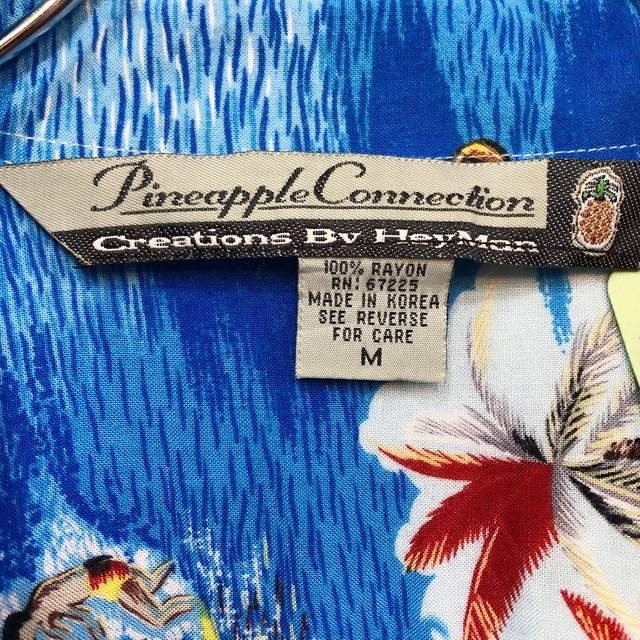 Pineapple Connection
Creations By HeyMan
100% RAYON
RN: 67225
MADE IN KOREA
SEE REVERSE
FOR CARE
M